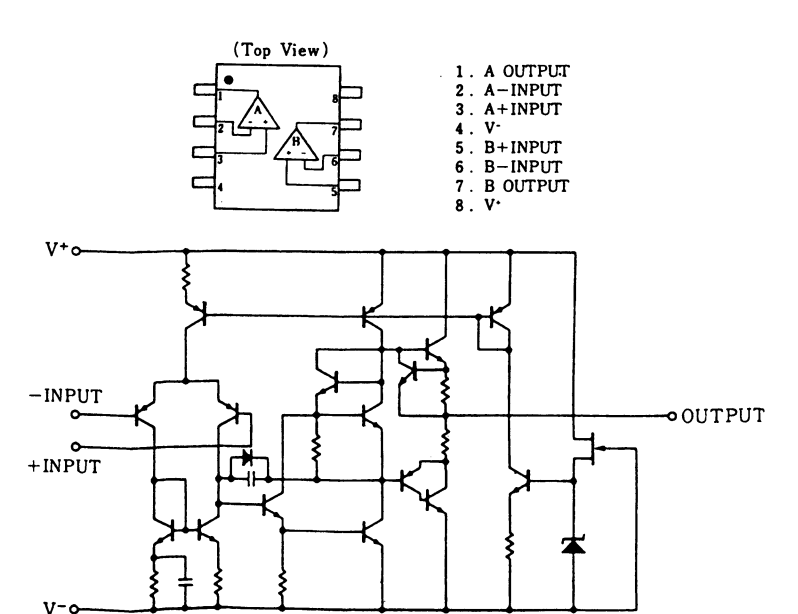 (Top View)
1. A OUTPUT
2. A-INPUT
3. A+INPUT
4. V-
5. B+INPUT
6. B-INPUT
7. B OUTPUT
8. V+
1
2
3
4
8
7
6
5
A
- +
B
+ -
V+
-INPUT
+INPUT
OUTPUT
V-